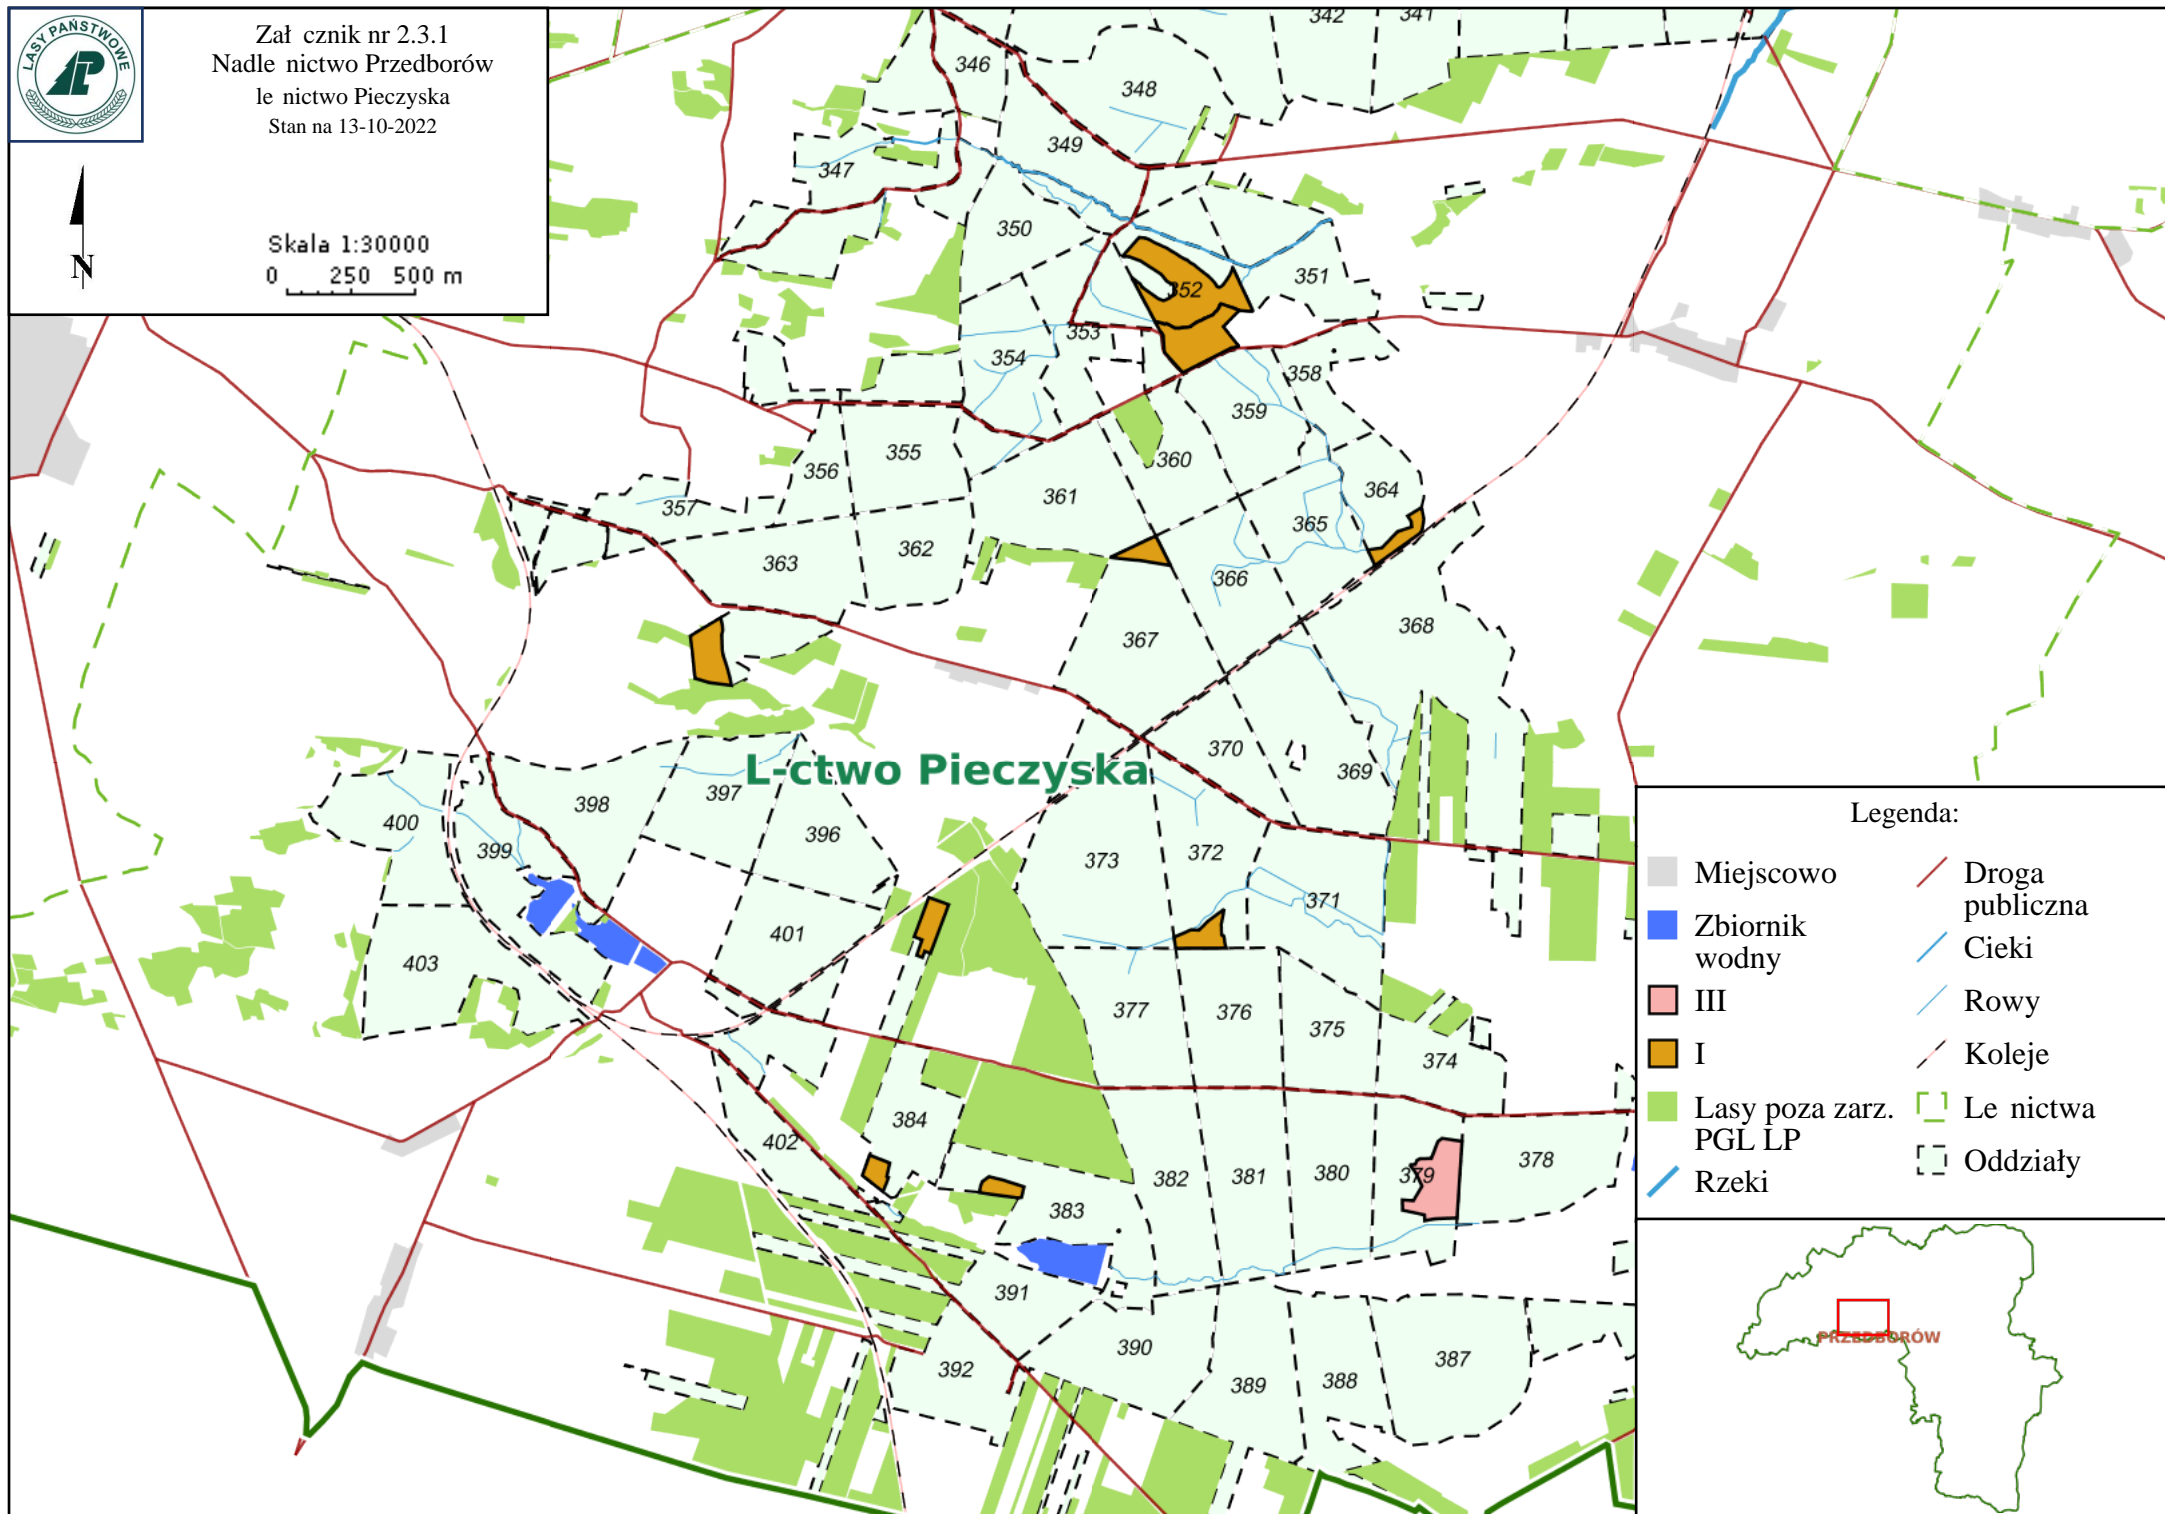 LASY PAŃSTWOWE
Zał cznik nr 2.3.1
Nadle nictwo Przedborów
le nictwo Pieczyska
Stan na 13-10-2022
N
Skala 1:30000
0 250 500 m
342
341
346
348
349
347
350
351
352
353
354
358
359
355
356
360
361
364
357
365
362
363
366
367
368
370
369
L-ctwo Pieczyska
397
398
396
400
399
373
372
371
401
403
377
376
375
374
384
402
382
381
380
379
378
383
391
390
392
389
388
387
Legenda:
Miejscowo
Zbiornik
wodny
III
I
Lasy poza zarz.
PGL LP
Rzeki
Droga
publiczna
Cieki
Rowy
Koleje
Le nictwa
Oddziały
PRZEDBORÓW